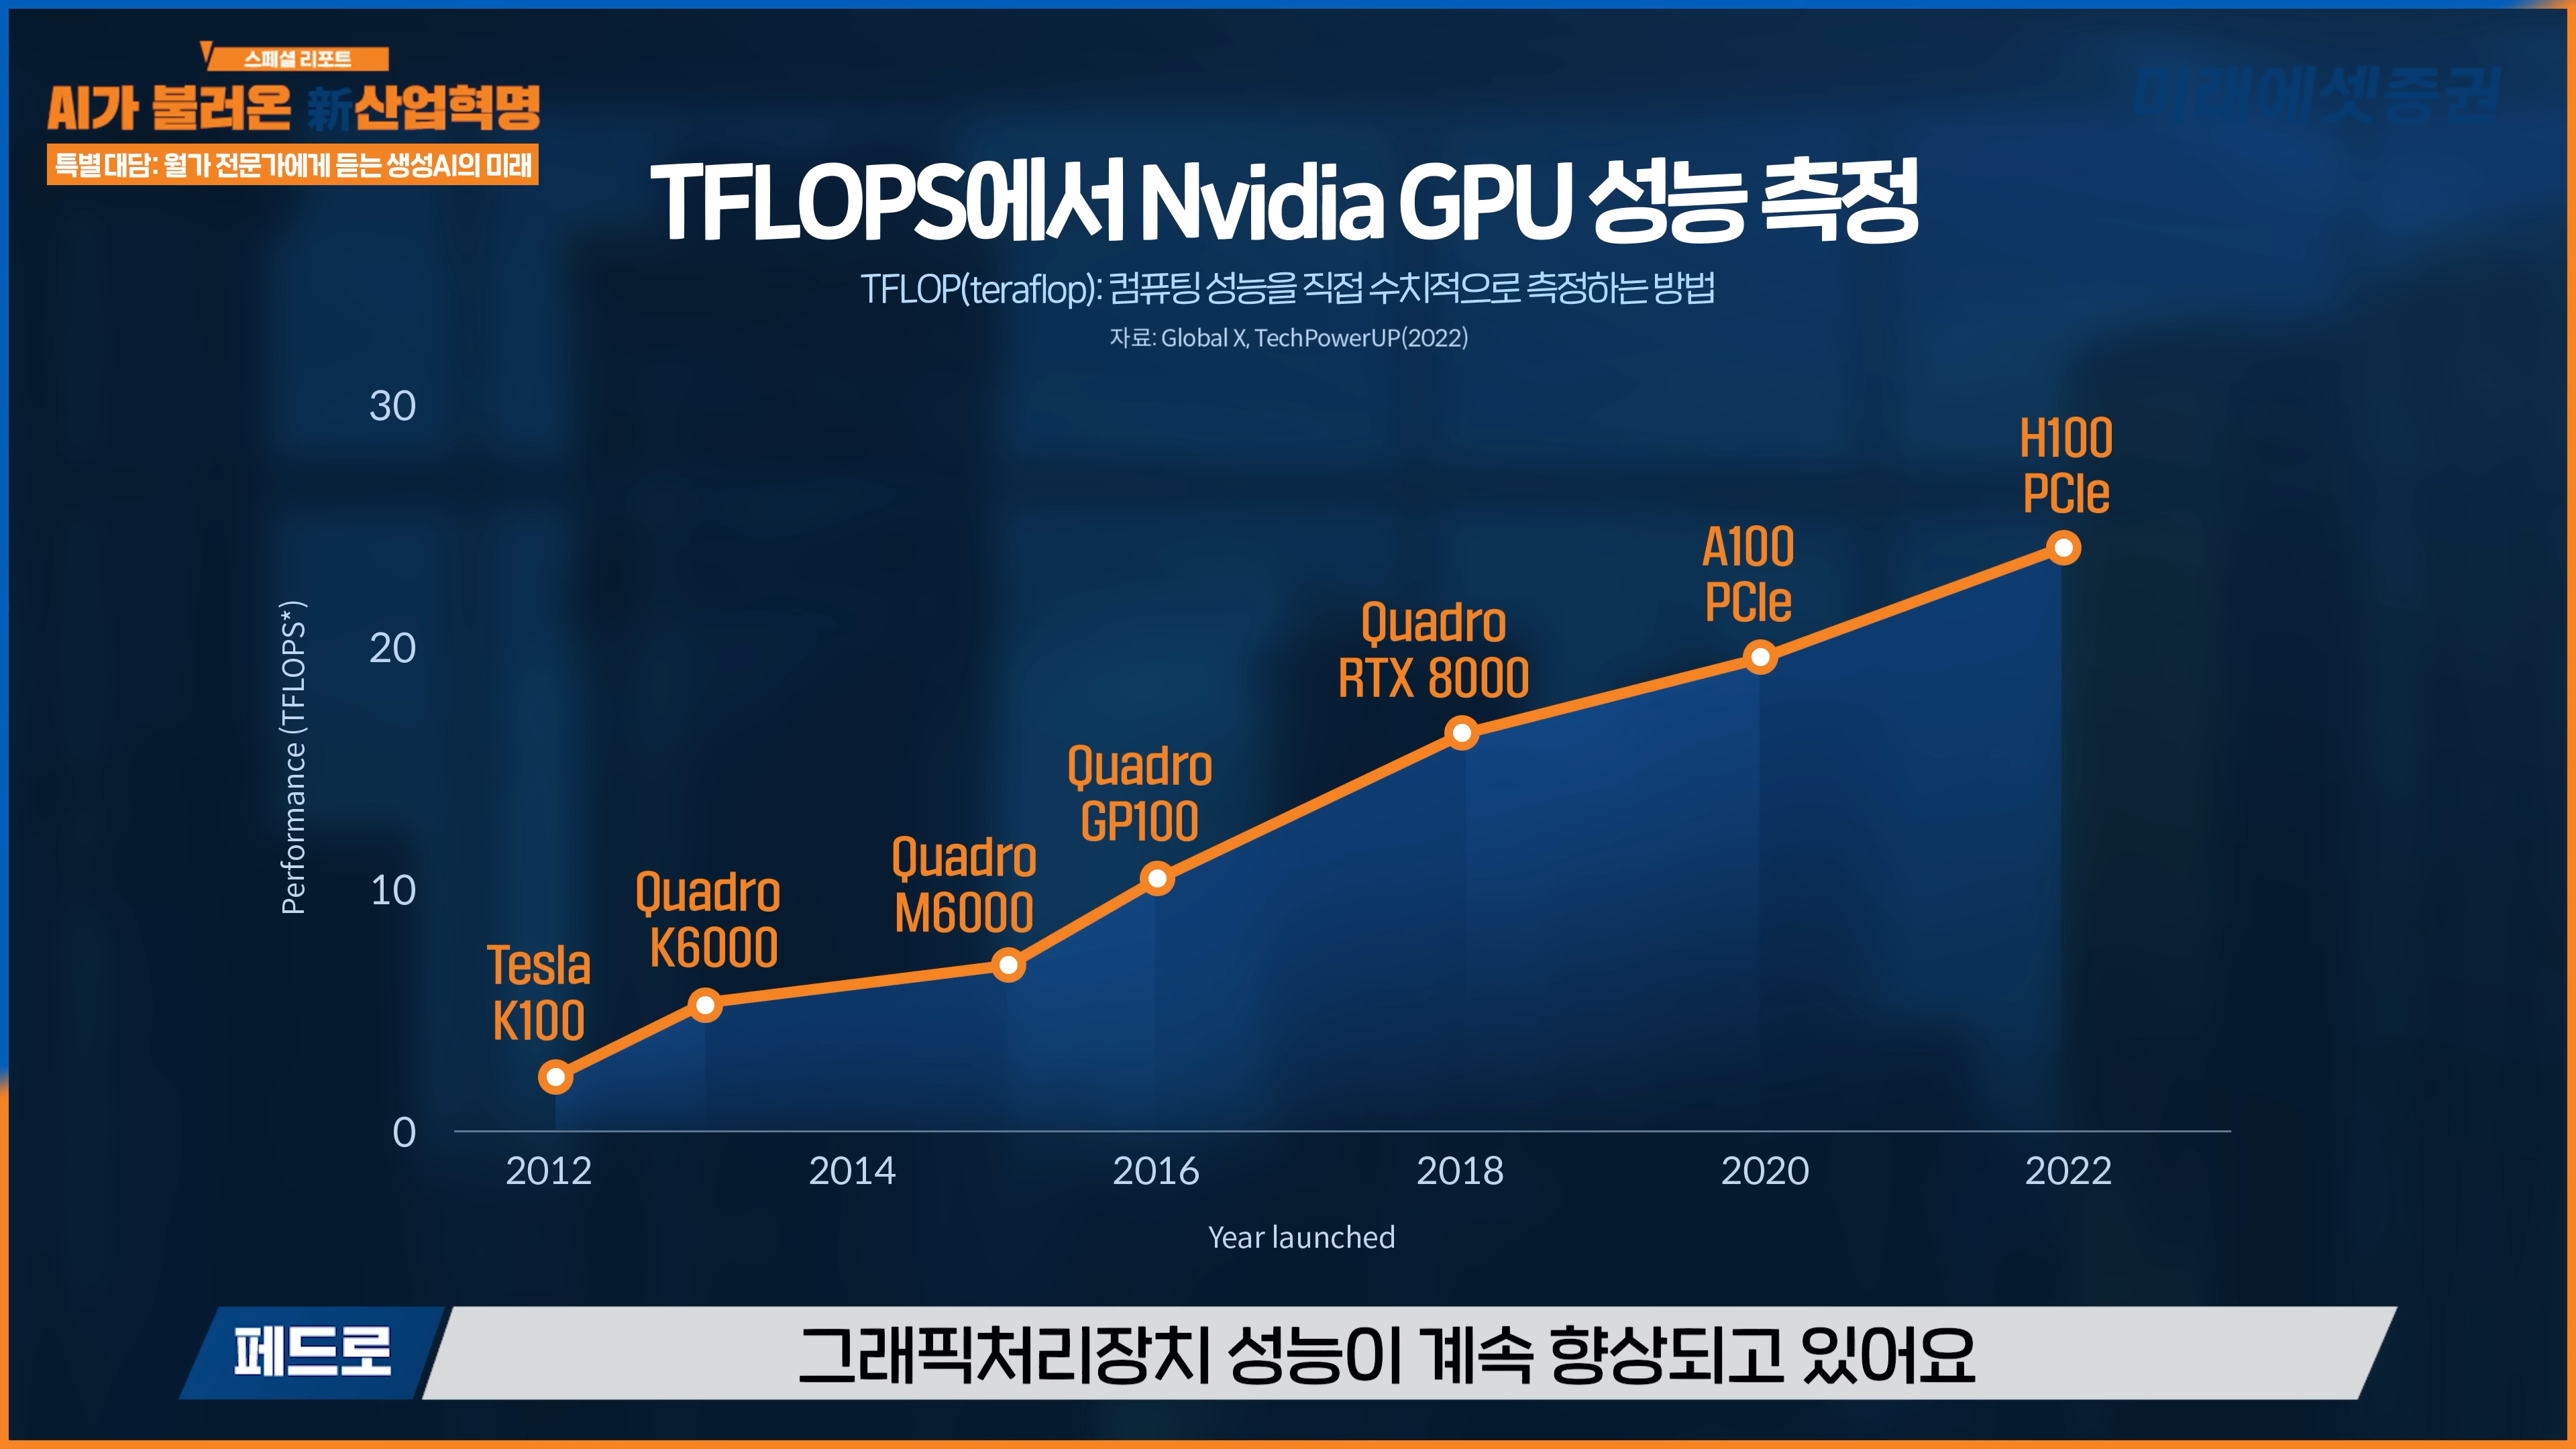 스페셜 리포트
AI가 불러온 新산업혁명
특별대담: 월가 전문가에게 듣는 생성AI의 미래
미래에셋증권
TFLOPS에서 Nvidia GPU 성능 측정
TFLOP(teraflop): 컴퓨팅 성능을 직접 수치적으로 측정하는 방법
자료: Global X, TechPowerUP(2022)
30
20
10
0
Performance (TFLOPS*)
Tesla
K100
Quadro
K6000
Quadro
M6000
Quadro
GP100
Quadro
RTX 8000
A100
PCIe
H100
PCIe
2012
2014
2016
2018
2020
2022
Year launched
페드로
그래픽처리장치 성능이 계속 향상되고 있어요